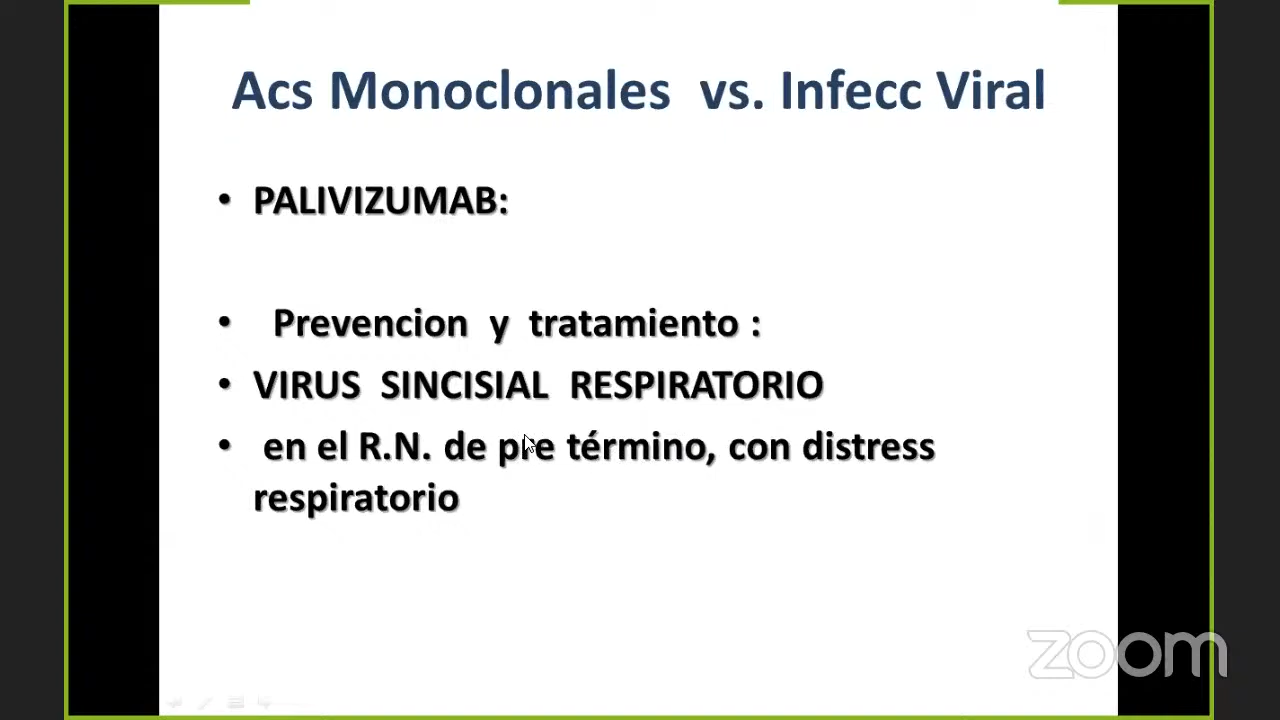 Acs Monoclonales vs. Infecc Viral
• PALIVIZUMAB:
• Prevencion y tratamiento :
• VIRUS SINCISIAL RESPIRATORIO
• en el R.N. de pre término, con distress
respiratorio
zoom